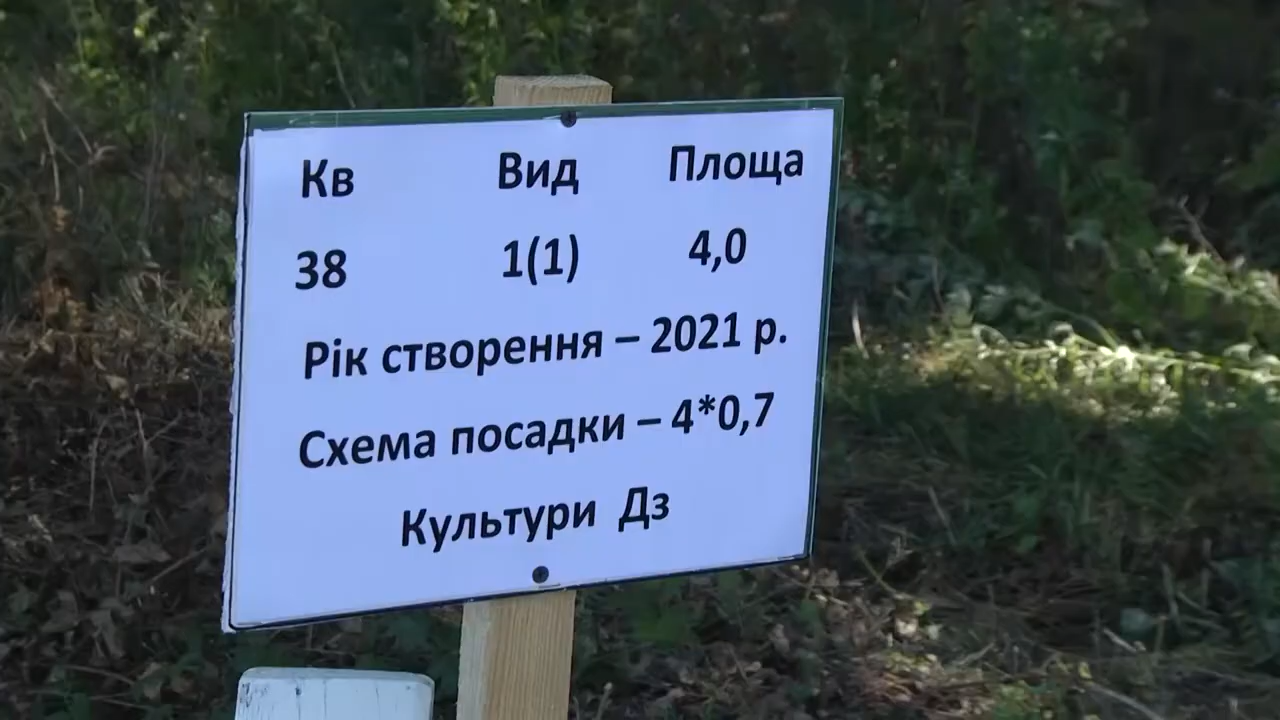 Кв Вид Площа
38 1(1) 4,0
Рік створення – 2021 р.
Схема посадки – 4*0,7
Культури Дз